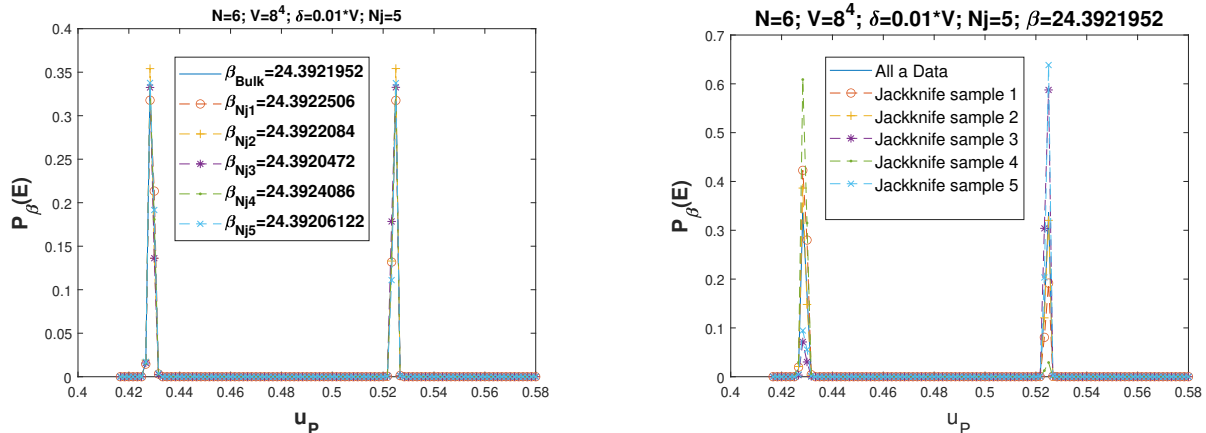 N=6; V=8^4; δ=0.01*V; Nj=5
P_β(E)
0.4
0.35
0.3
0.25
0.2
0.15
0.1
0.05
0
β_Bulk=24.3921952
β_Nj1=24.3922506
β_Nj2=24.3922084
β_Nj3=24.3920472
β_Nj4=24.3924086
β_Nj5=24.39206122
0.4 0.42 0.44 0.46 0.48 0.5 0.52 0.54 0.56 0.58
u_P
N=6; V=8^4; δ=0.01*V; Nj=5; β=24.3921952
P_β(E)
0.7
0.6
0.5
0.4
0.3
0.2
0.1
0
All a Data
Jackknife sample 1
Jackknife sample 2
Jackknife sample 3
Jackknife sample 4
Jackknife sample 5
0.4 0.42 0.44 0.46 0.48 0.5 0.52 0.54 0.56 0.58
u_P